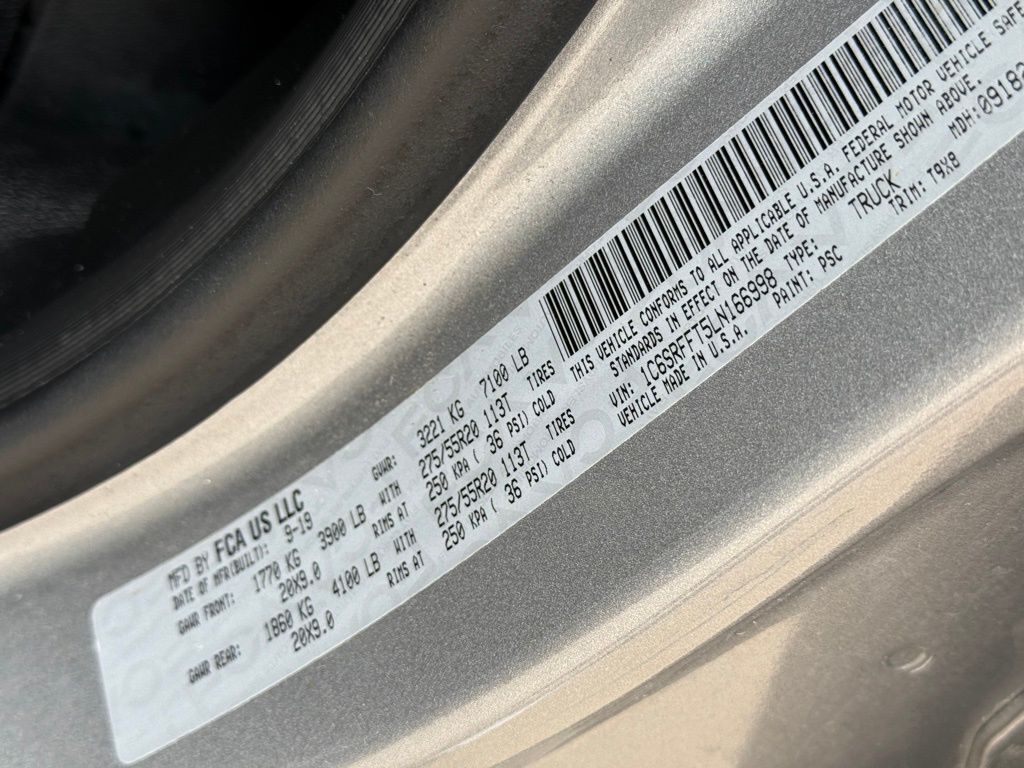 MFD BY FCA US LLC
DATE OF MFR(BUILT): 9-19
GVWR: 3221 KG 7100 LB
GAWR FRONT: 1770 KG 3900 LB WITH 275/55R20 113T TIRES
20X9.0 RIMS AT 250 KPA ( 36 PSI) COLD
GAWR REAR: 1860 KG 4100 LB WITH 275/55R20 113T TIRES
20X9.0 RIMS AT 250 KPA ( 36 PSI) COLD
THIS VEHICLE CONFORMS TO ALL APPLICABLE U.S.A. FEDERAL MOTOR VEHICLE SAFE
STANDARDS IN EFFECT ON THE DATE OF MANUFACTURE SHOWN ABOVE.
VIN: 1C6SRFFT5LN166998 TYPE: TRUCK MDH:09182
VEHICLE MADE IN U.S.A. PAINT: PSC TRIM: T9X8